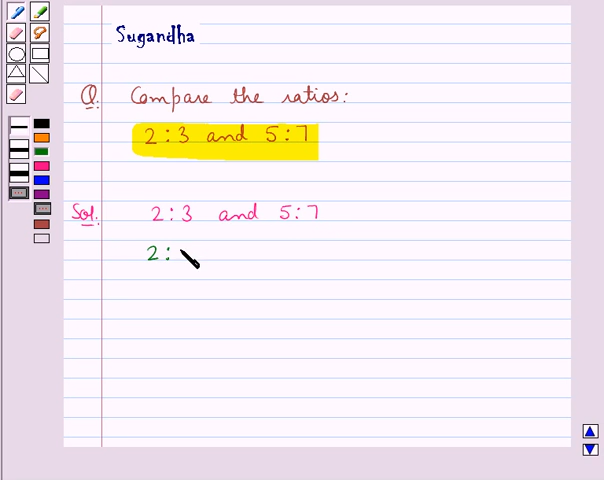 Sugandha
Q. Compare the ratios:
2:3 and 5:7
Sol. 2:3 and 5:7
2: